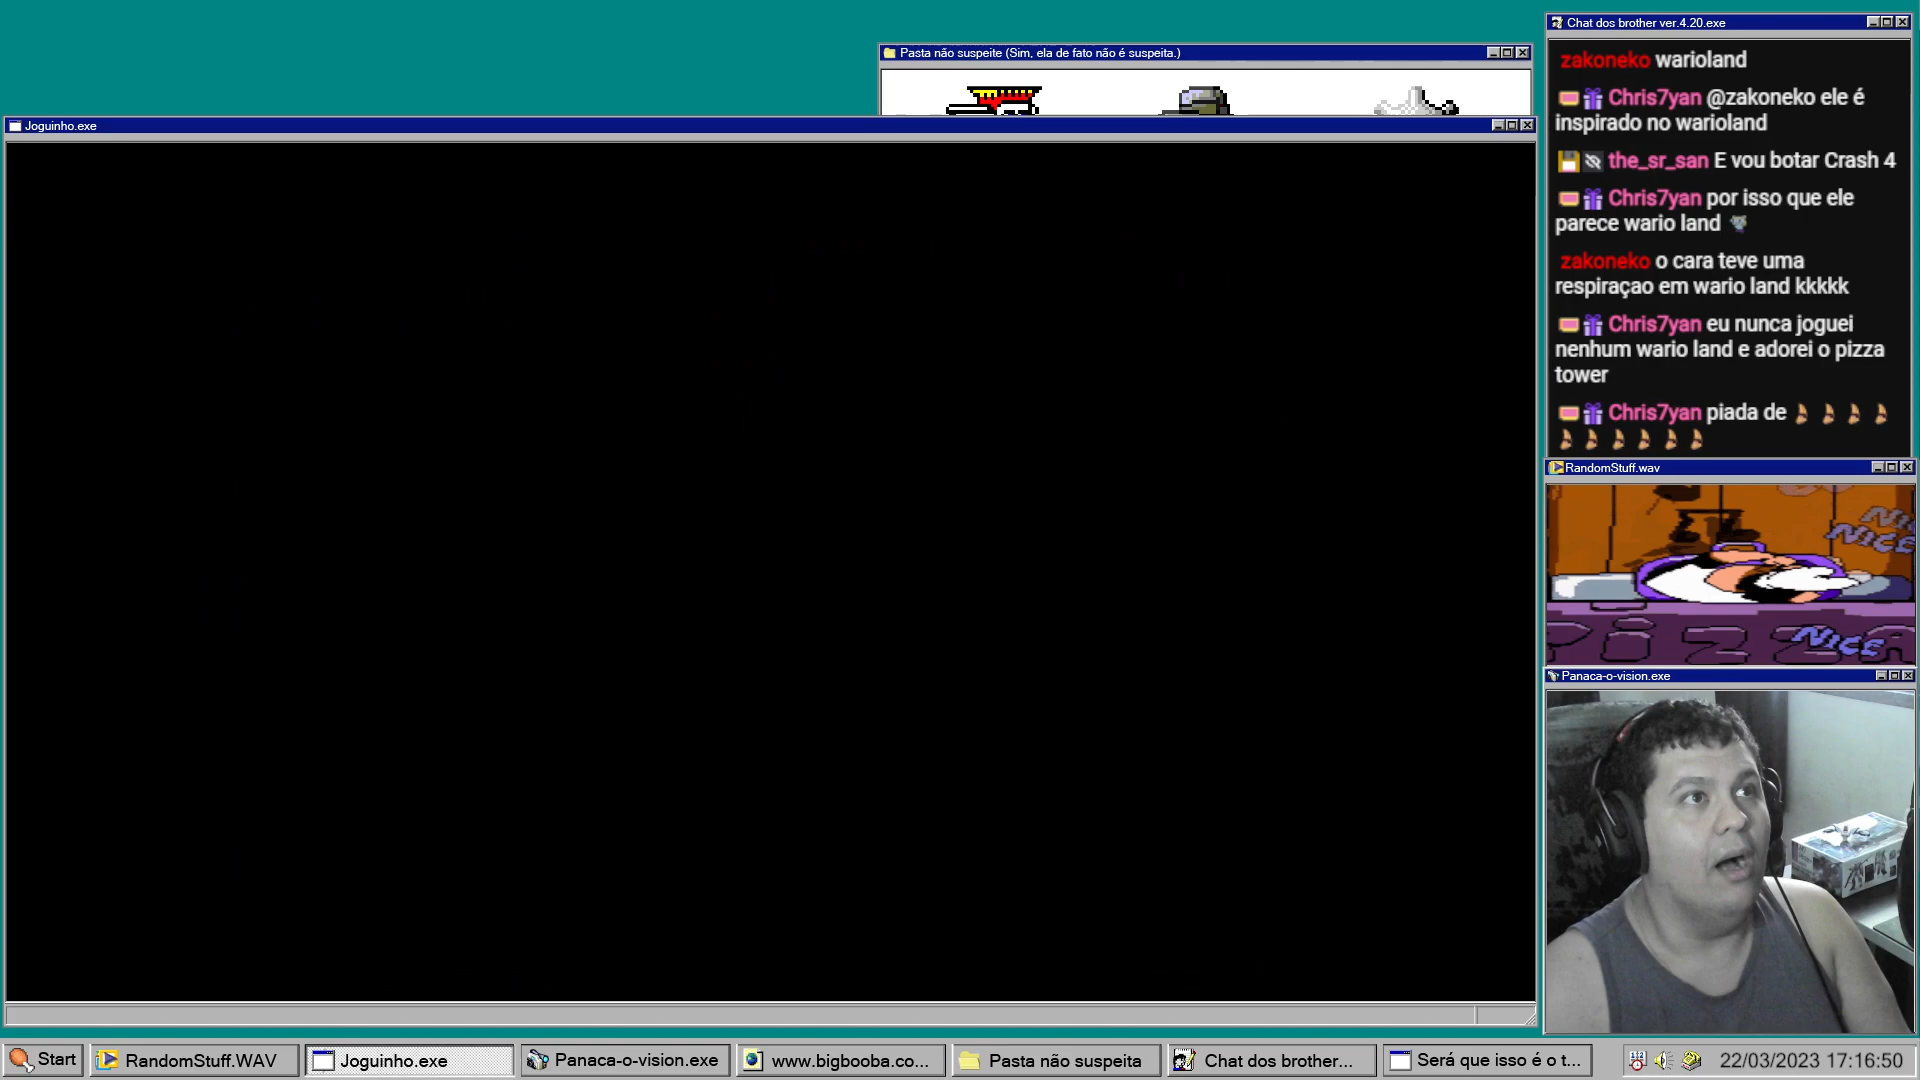 Chat dos brother ver.4.20.exe
zakoneko warioland
Chris7yan @zakoneko ele é
inspirado no warioland
the_sr_san E vou botar Crash 4
Chris7yan por isso que ele
parece wario land
zakoneko o cara teve uma
respiraçao em wario land kkkkk
Chris7yan eu nunca joguei
nenhum wario land e adorei o pizza
tower
Chris7yan piada de
Pasta não suspeite (Sim, ela de fato não é suspeita.)
Joguinho.exe
RandomStuff.wav
NICE
PIZZA
NICE
Panaca-o-vision.exe
Start
RandomStuff.WAV
Joguinho.exe
Panaca-o-vision.exe
www.bigbooba.co...
Pasta não suspeita
Chat dos brother...
Será que isso é o t...
22/03/2023 17:16:50